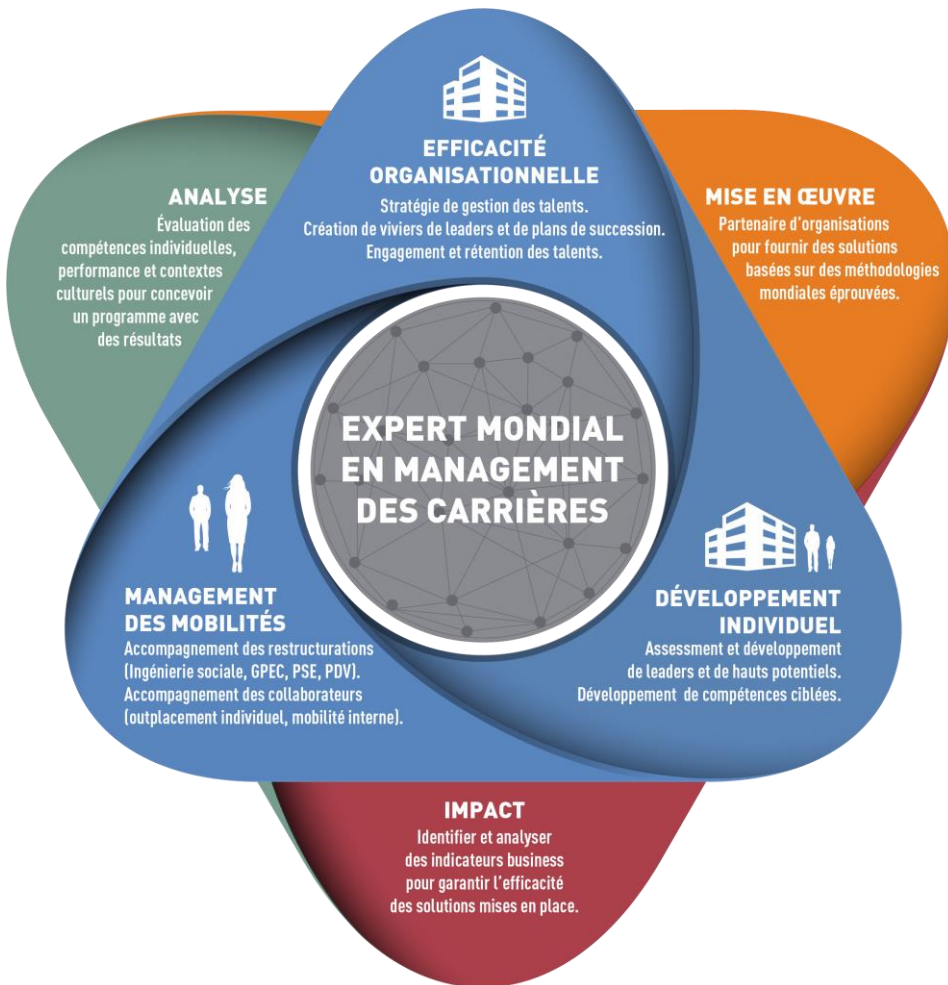 EFFICACITÉ
ORGANISATIONNELLE
Stratégie de gestion des talents.
Création de viviers de leaders et de plans de succession.
Engagement et rétention des talents.
ANALYSE
Évaluation des
compétences individuelles,
performance et contextes
culturels pour concevoir
un programme avec
des résultats
MISE EN ŒUVRE
Partenaire d'organisations
pour fournir des solutions
basées sur des méthodologies
mondiales éprouvées.
EXPERT MONDIAL
EN MANAGEMENT
DES CARRIÈRES
MANAGEMENT
DES MOBILITÉS
Accompagnement des restructurations
(Ingénierie sociale, GPEC, PSE, PDV).
Accompagnement des collaborateurs
(outplacement individuel, mobilité interne).
DÉVELOPPEMENT
INDIVIDUEL
Assessment et développement
de leaders et de hauts potentiels.
Développement de compétences ciblées.
IMPACT
Identifier et analyser
des indicateurs business
pour garantir l'efficacité
des solutions mises en place.